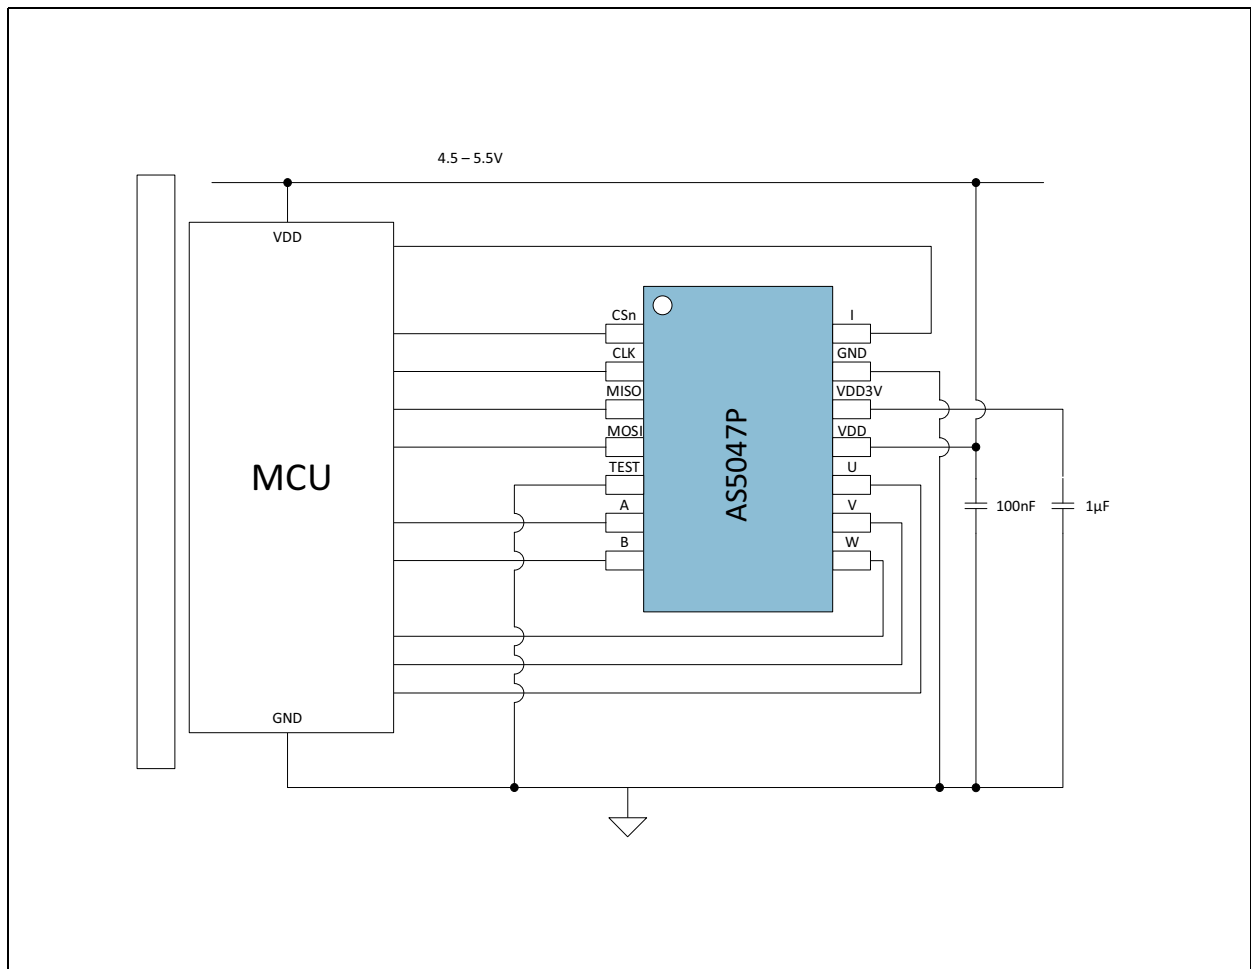 4.5 – 5.5V
VDD
CSn
I
CLK
GND
MISO
VDD3V
MOSI
VDD
TEST
U
A
V
B
W
MCU
AS5047P
100nF
1µF
GND